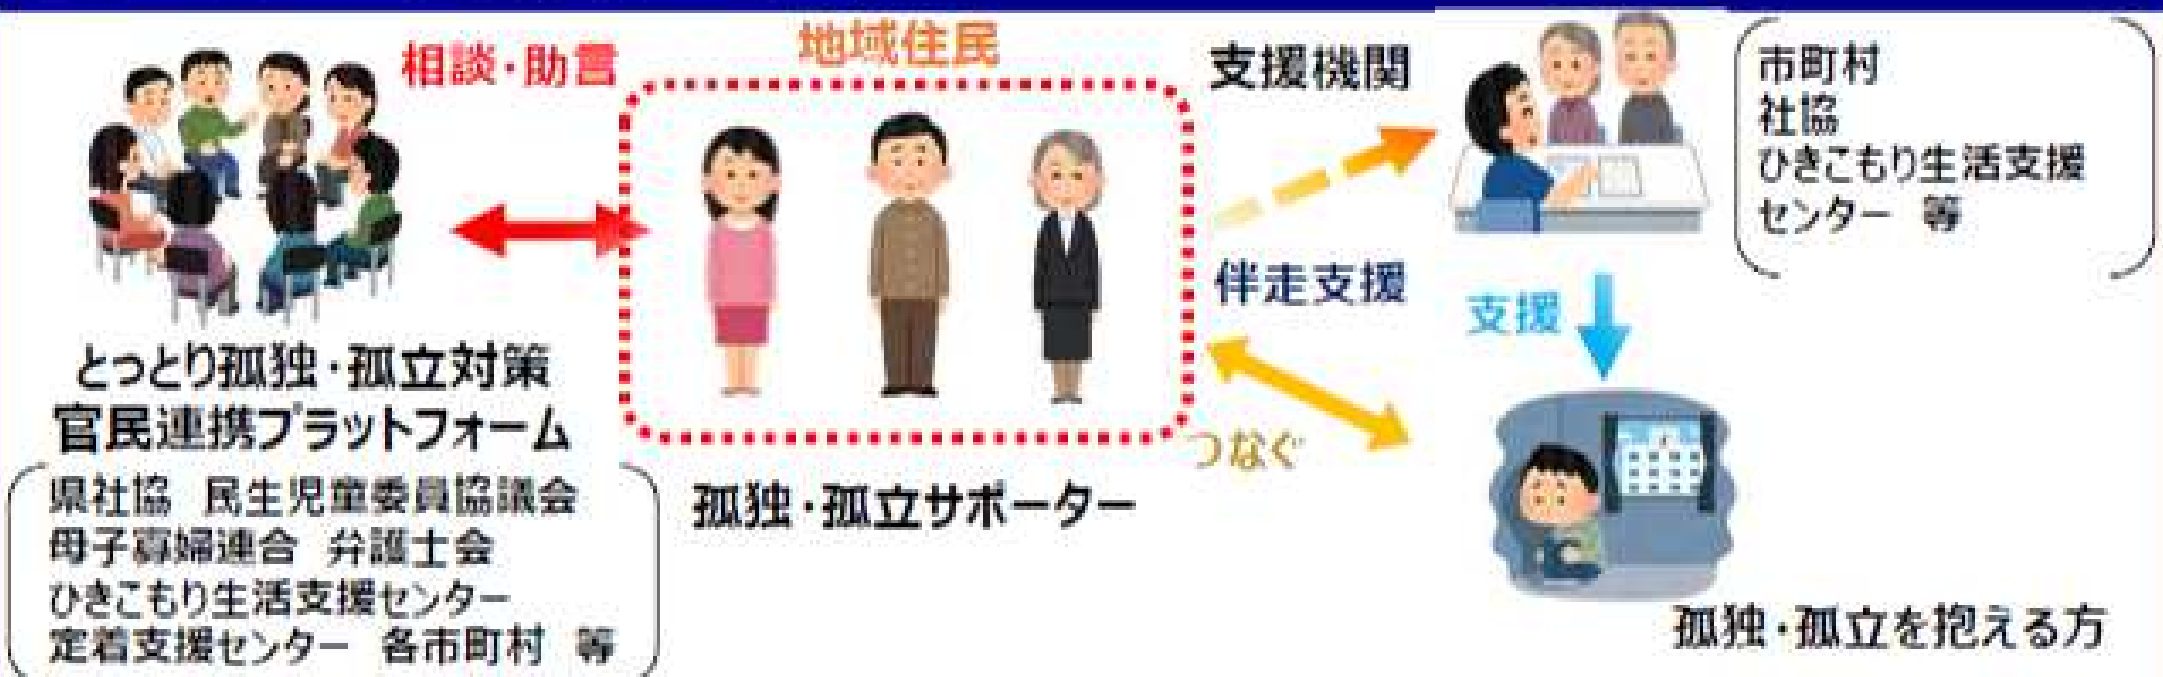 相談・助言
地域住民
支援機関
市町村
社協
ひきこもり生活支援
センター 等
伴走支援
支援
つなぐ
とっとり孤独・孤立対策
官民連携プラットフォーム
県社協 民生児童委員協議会
母子寡婦連合 弁護士会
ひきこもり生活支援センター
定着支援センター 各市町村 等
孤独・孤立サポーター
孤独・孤立を抱える方